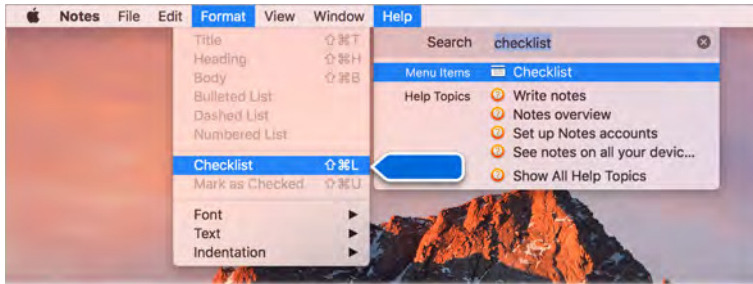 Notes File Edit Format View Window Help
Title ⇧⌘T
Heading ⇧⌘H
Body ⇧⌘B
Bulleted List
Dashed List
Numbered List
Checklist ⇧⌘L
Mark as Checked ⇧⌘U
Font ▶
Text ▶
Indentation ▶
Search checklist
Menu Items Checklist
Help Topics Write notes
Notes overview
Set up Notes accounts
See notes on all your devic...
Show All Help Topics